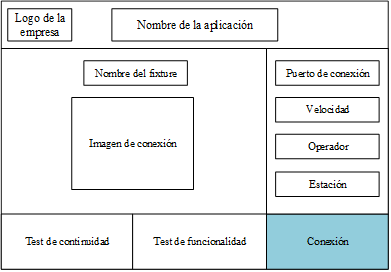 Logo de la
empresa
Nombre de la aplicación
Nombre del fixture
Imagen de conexión
Puerto de conexión
Velocidad
Operador
Estación
Test de continuidad
Test de funcionalidad
Conexión